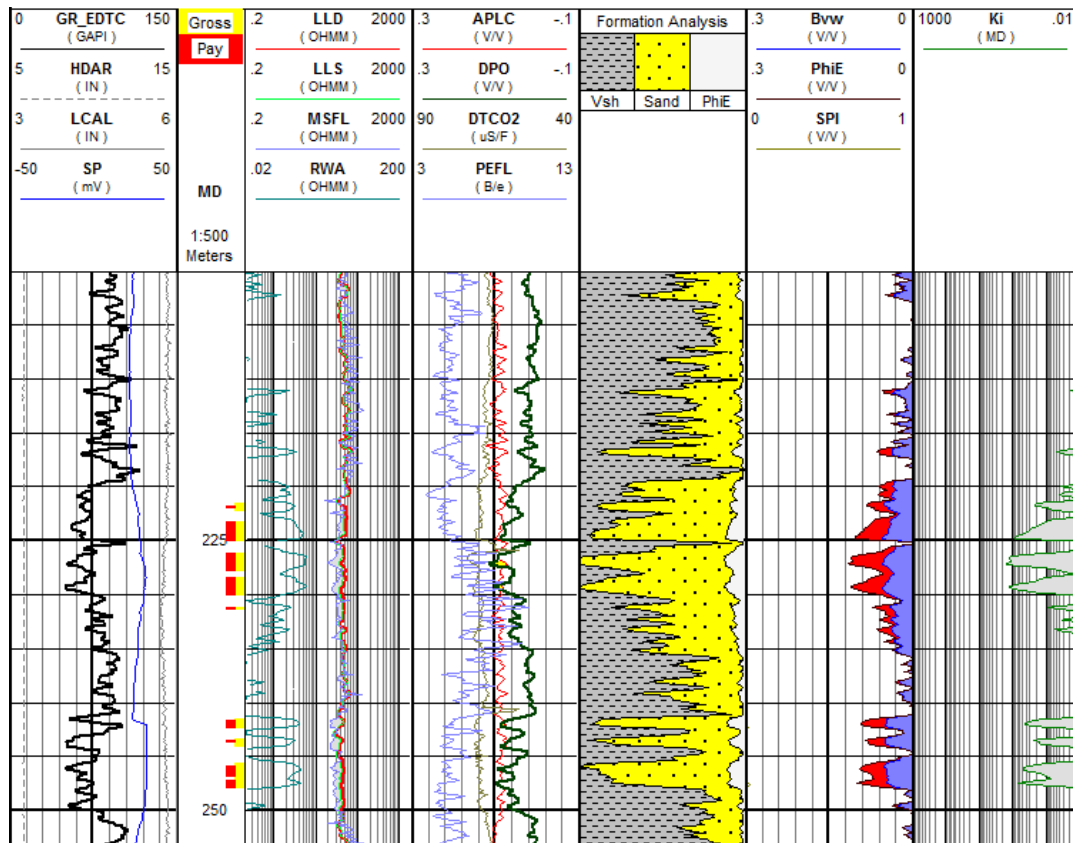 0 GR_EDTC 150
( GAPI )
5 HDAR 15
( IN )
3 LCAL 6
( IN )
-50 SP 50
( mV )
Gross
Pay
MD
1:500
Meters
.2 LLD 2000
( OHMM )
.2 LLS 2000
( OHMM )
.2 MSFL 2000
( OHMM )
.02 RWA 200
( OHMM )
.3 APLC -.1
( V/V )
.3 DPO -.1
( V/V )
90 DTCO2 40
( uS/F )
3 PEFL 13
( B/e )
Formation Analysis
Vsh Sand PhiE
.3 Bvw 0
( V/V )
.3 PhiE 0
( V/V )
0 SPI 1
( V/V )
1000 Ki .01
( MD )
225
250